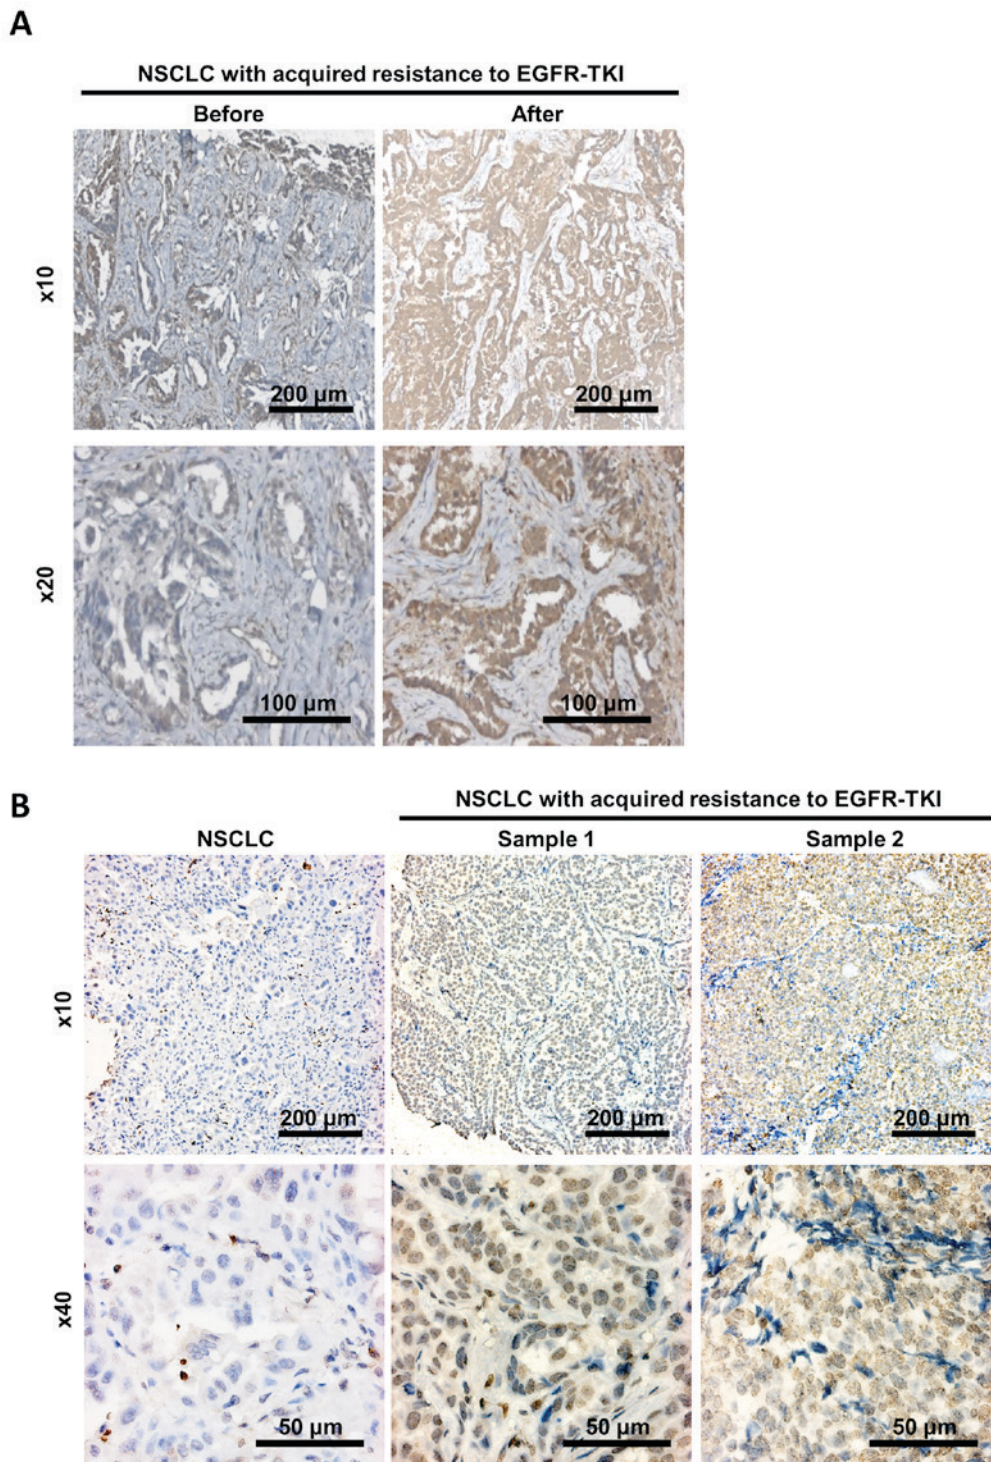 A
NSCLC with acquired resistance to EGFR-TKI
Before After
x10
200 µm 200 µm
x20
100 µm 100 µm
B
NSCLC with acquired resistance to EGFR-TKI
NSCLC Sample 1 Sample 2
x10
200 µm 200 µm 200 µm
x40
50 µm 50 µm 50 µm